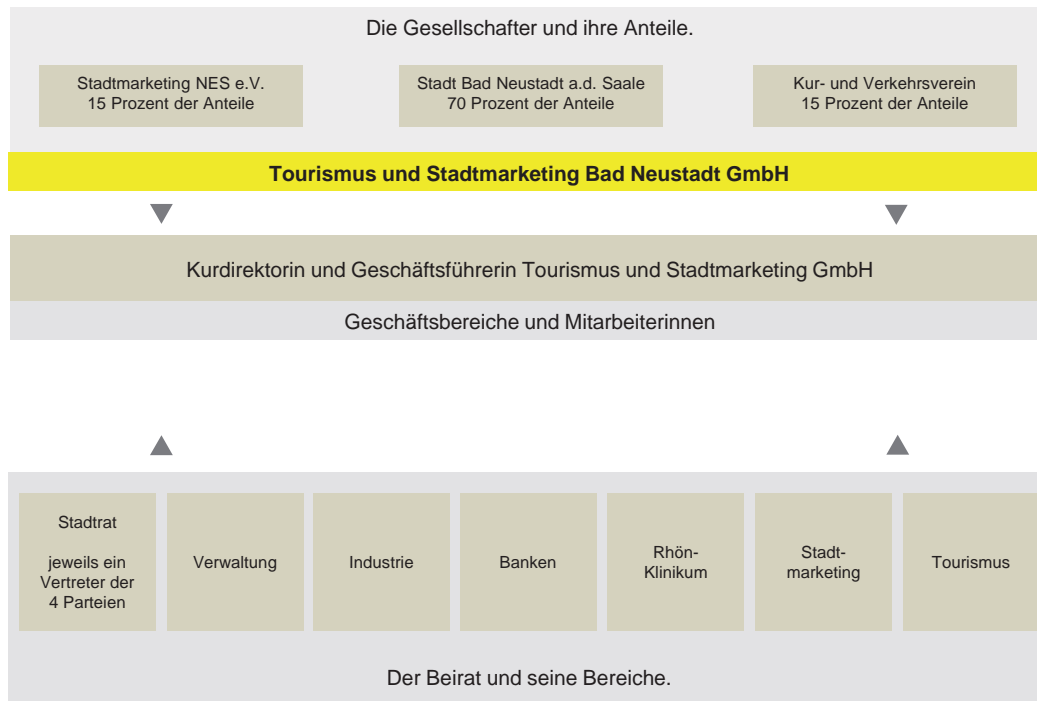 Die Gesellschafter und ihre Anteile.
Stadtmarketing NES e.V.
15 Prozent der Anteile
Stadt Bad Neustadt a.d. Saale
70 Prozent der Anteile
Kur- und Verkehrsverein
15 Prozent der Anteile
Tourismus und Stadtmarketing Bad Neustadt GmbH
Kurdirektorin und Geschäftsführerin Tourismus und Stadtmarketing GmbH
Geschäftsbereiche und Mitarbeiterinnen
Stadtrat
jeweils ein
Vertreter der
4 Parteien
Verwaltung
Industrie
Banken
Rhön-
Klinikum
Stadt-
marketing
Tourismus
Der Beirat und seine Bereiche.